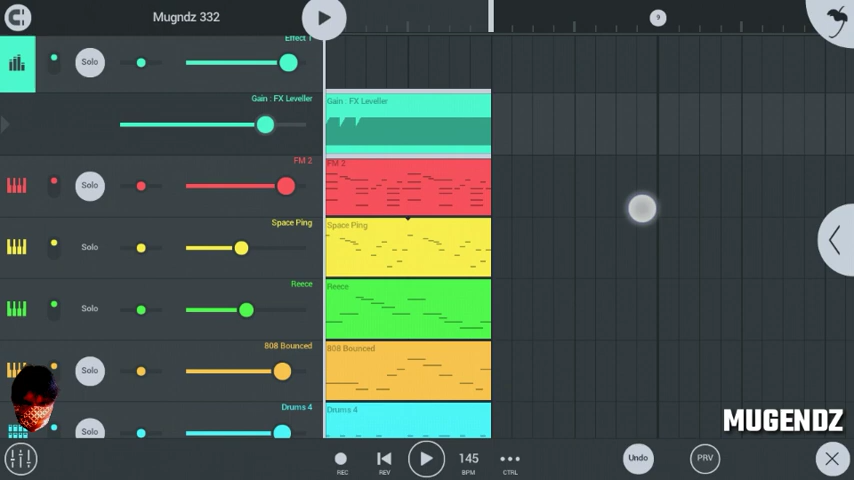 Mugndz 332
9
Effect 1
Solo
Gain : FX Leveller
Gain : FX Leveller
FM 2
FM 2
Solo
Space Ping
Space Ping
Solo
Reece
Reece
Solo
808 Bounced
808 Bounced
Solo
Drums 4
Drums 4
Solo
MUGENDZ
145
Undo
PRV
REC
REV
BPM
CTRL